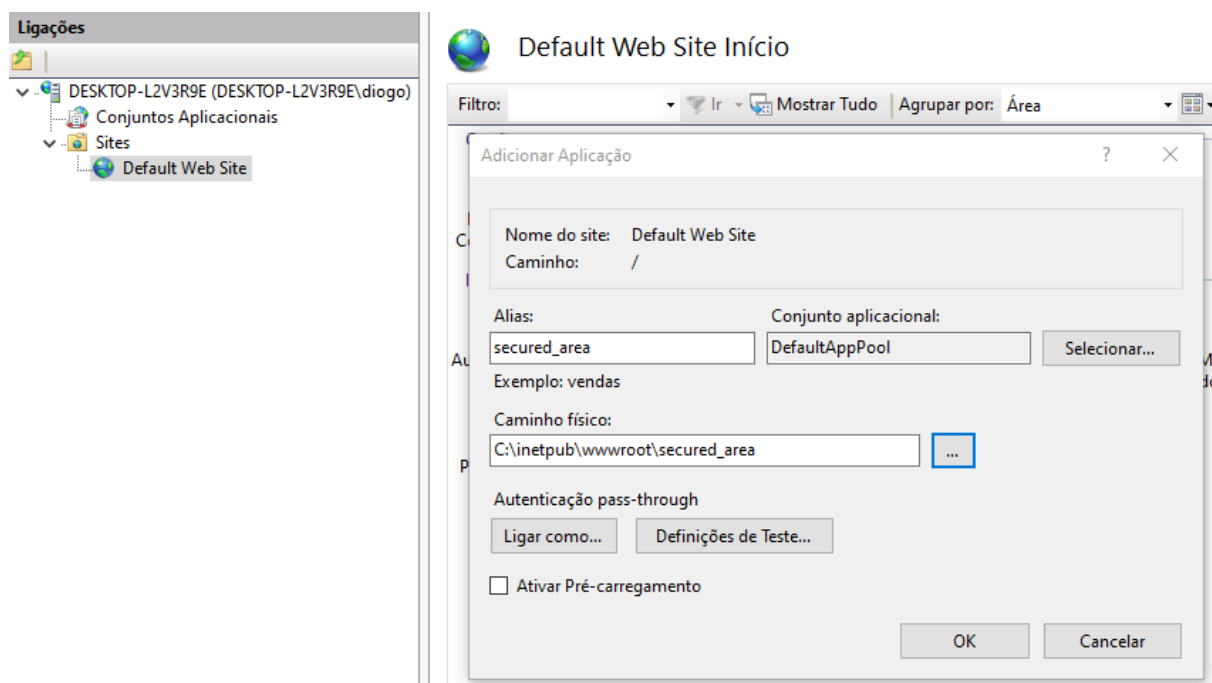 Ligações
DESKTOP-L2V3R9E (DESKTOP-L2V3R9E\diogo)
Conjuntos Aplicacionais
Sites
Default Web Site
Default Web Site Início
Filtro:
Ir
Mostrar Tudo
Agrupar por: Área
Adicionar Aplicação
?
Nome do site: Default Web Site
Caminho: /
Alias:
Conjunto aplicacional:
secured_area
DefaultAppPool
Selecionar...
Exemplo: vendas
Caminho físico:
C:\inetpub\wwwroot\secured_area
...
Autenticação pass-through
Ligar como...
Definições de Teste...
Ativar Pré-carregamento
OK
Cancelar